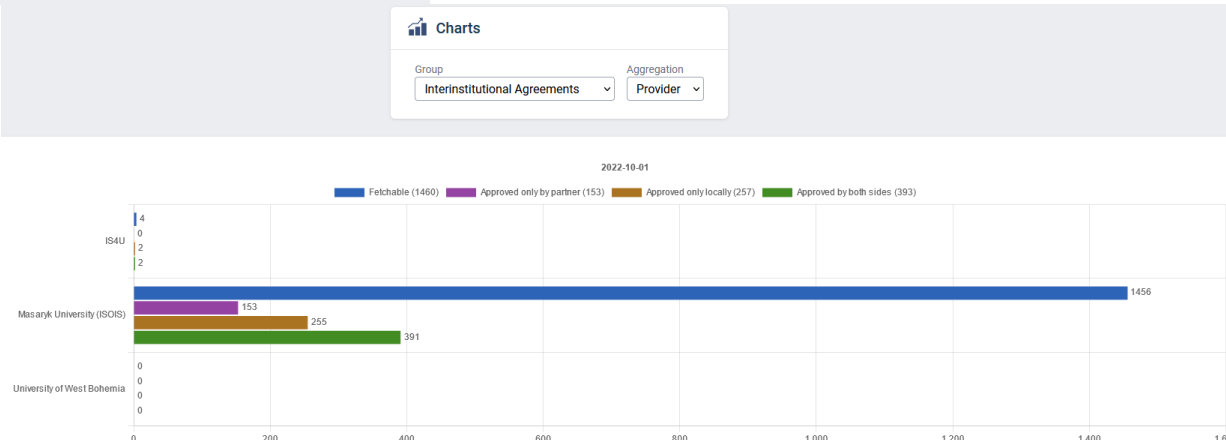 Charts
Group
Aggregation
Interinstitutional Agreements
Provider
2022-10-01
Fetchable (1460)
Approved only by partner (153)
Approved only locally (257)
Approved by both sides (393)
IS4U
4
0
2
2
Masaryk University (ISOIS)
1456
153
255
391
University of West Bohemia
0
0
0
0
0
200
400
600
800
1,000
1,200
1,400